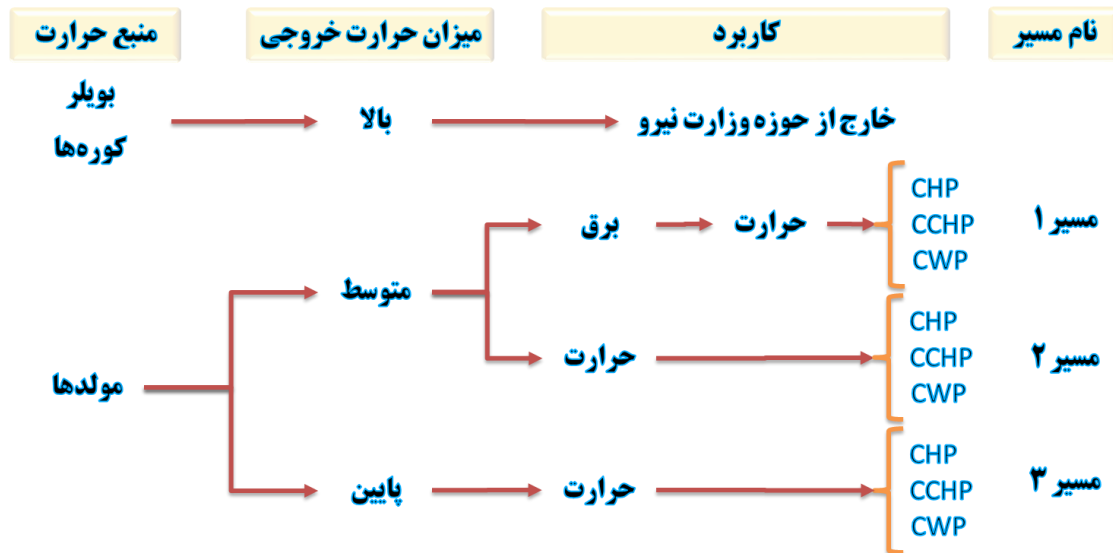 منبع حرارت
میزان حرارت خروجی
کاربرد
نام مسیر
بویلر
کوره‌ها
بالا
خارج از حوزه وزارت نیرو
مولدها
متوسط
برق
حرارت
CHP
CCHP
CWP
مسیر ۱
حرارت
CHP
CCHP
CWP
مسیر ۲
پایین
حرارت
CHP
CCHP
CWP
مسیر ۳